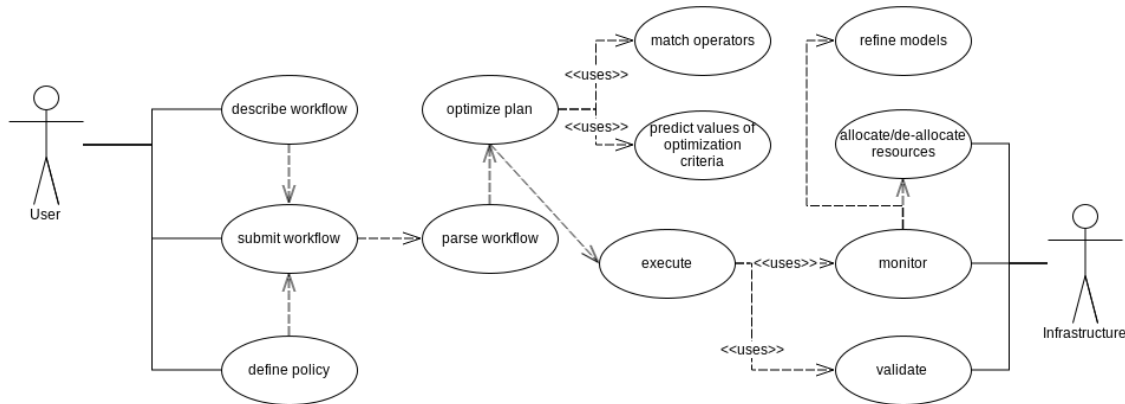 match operators
refine models
<<uses>>
describe workflow
optimize plan
<<uses>>
predict values of
optimization
criteria
allocate/de-allocate
resources
User
submit workflow
parse workflow
execute
<<uses>>
monitor
Infrastructure
<<uses>>
define policy
validate